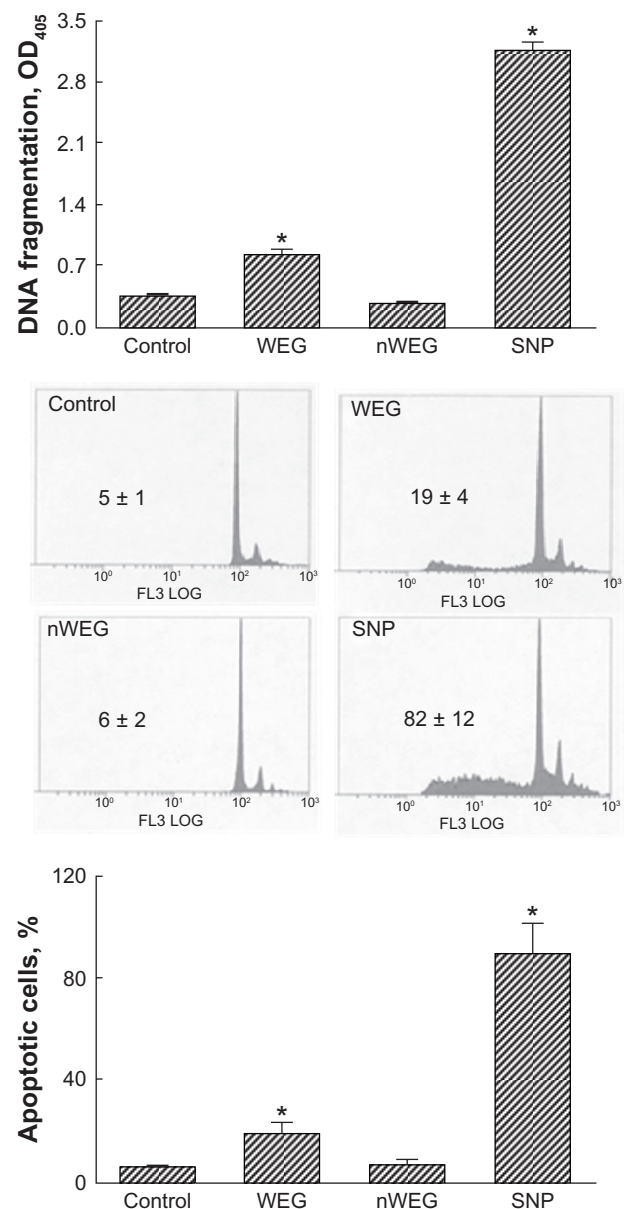 DNA fragmentation, OD405
3.5
2.8
2.1
1.4
0.7
0.0
*
*
Control WEG nWEG SNP
Control
5 ± 1
10⁰ 10¹ 10² 10³
FL3 LOG
WEG
19 ± 4
10⁰ 10¹ 10² 10³
FL3 LOG
nWEG
6 ± 2
10⁰ 10¹ 10² 10³
FL3 LOG
SNP
82 ± 12
10⁰ 10¹ 10² 10³
FL3 LOG
Apoptotic cells, %
120
80
40
0
*
*
Control WEG nWEG SNP